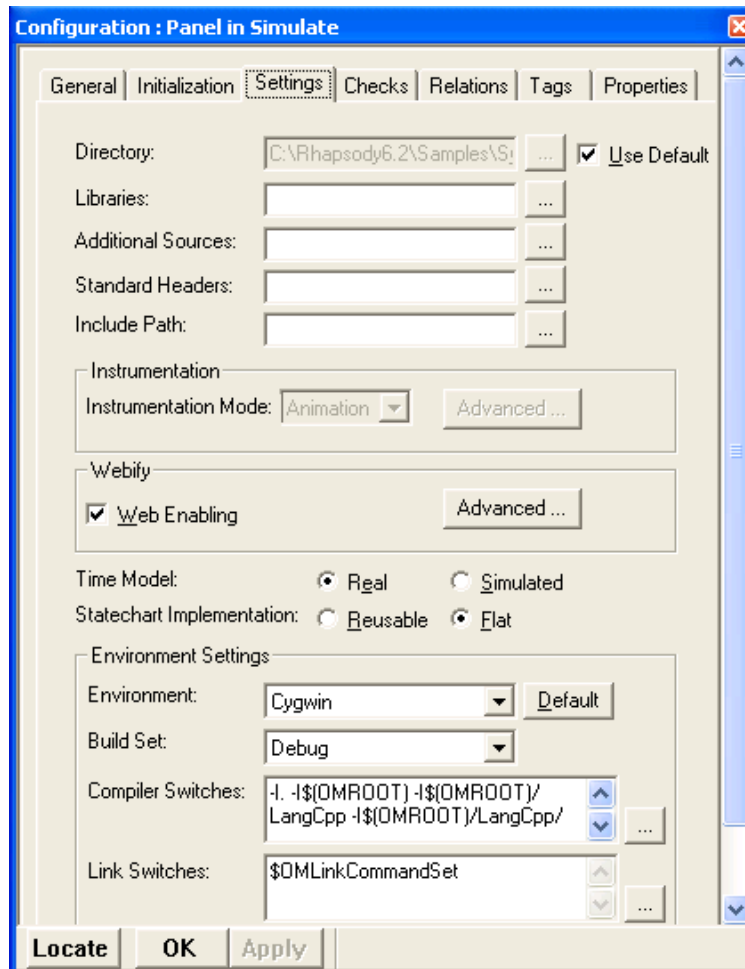 Configuration : Panel in Simulate
General Initialization Settings Checks Relations Tags Properties
Directory: C:\Rhapsody6.2\Samples\Sy ... Use Default
Libraries: ...
Additional Sources: ...
Standard Headers: ...
Include Path: ...
Instrumentation
Instrumentation Mode: Animation Advanced ...
Webify
Web Enabling Advanced ...
Time Model: Real Simulated
Statechart Implementation: Reusable Flat
Environment Settings
Environment: Cygwin Default
Build Set: Debug
Compiler Switches: -I. -I$(OMROOT) -I$(OMROOT)/
LangCpp -I$(OMROOT)/LangCpp/ ...
Link Switches: $OMLinkCommandSet
...
Locate OK Apply